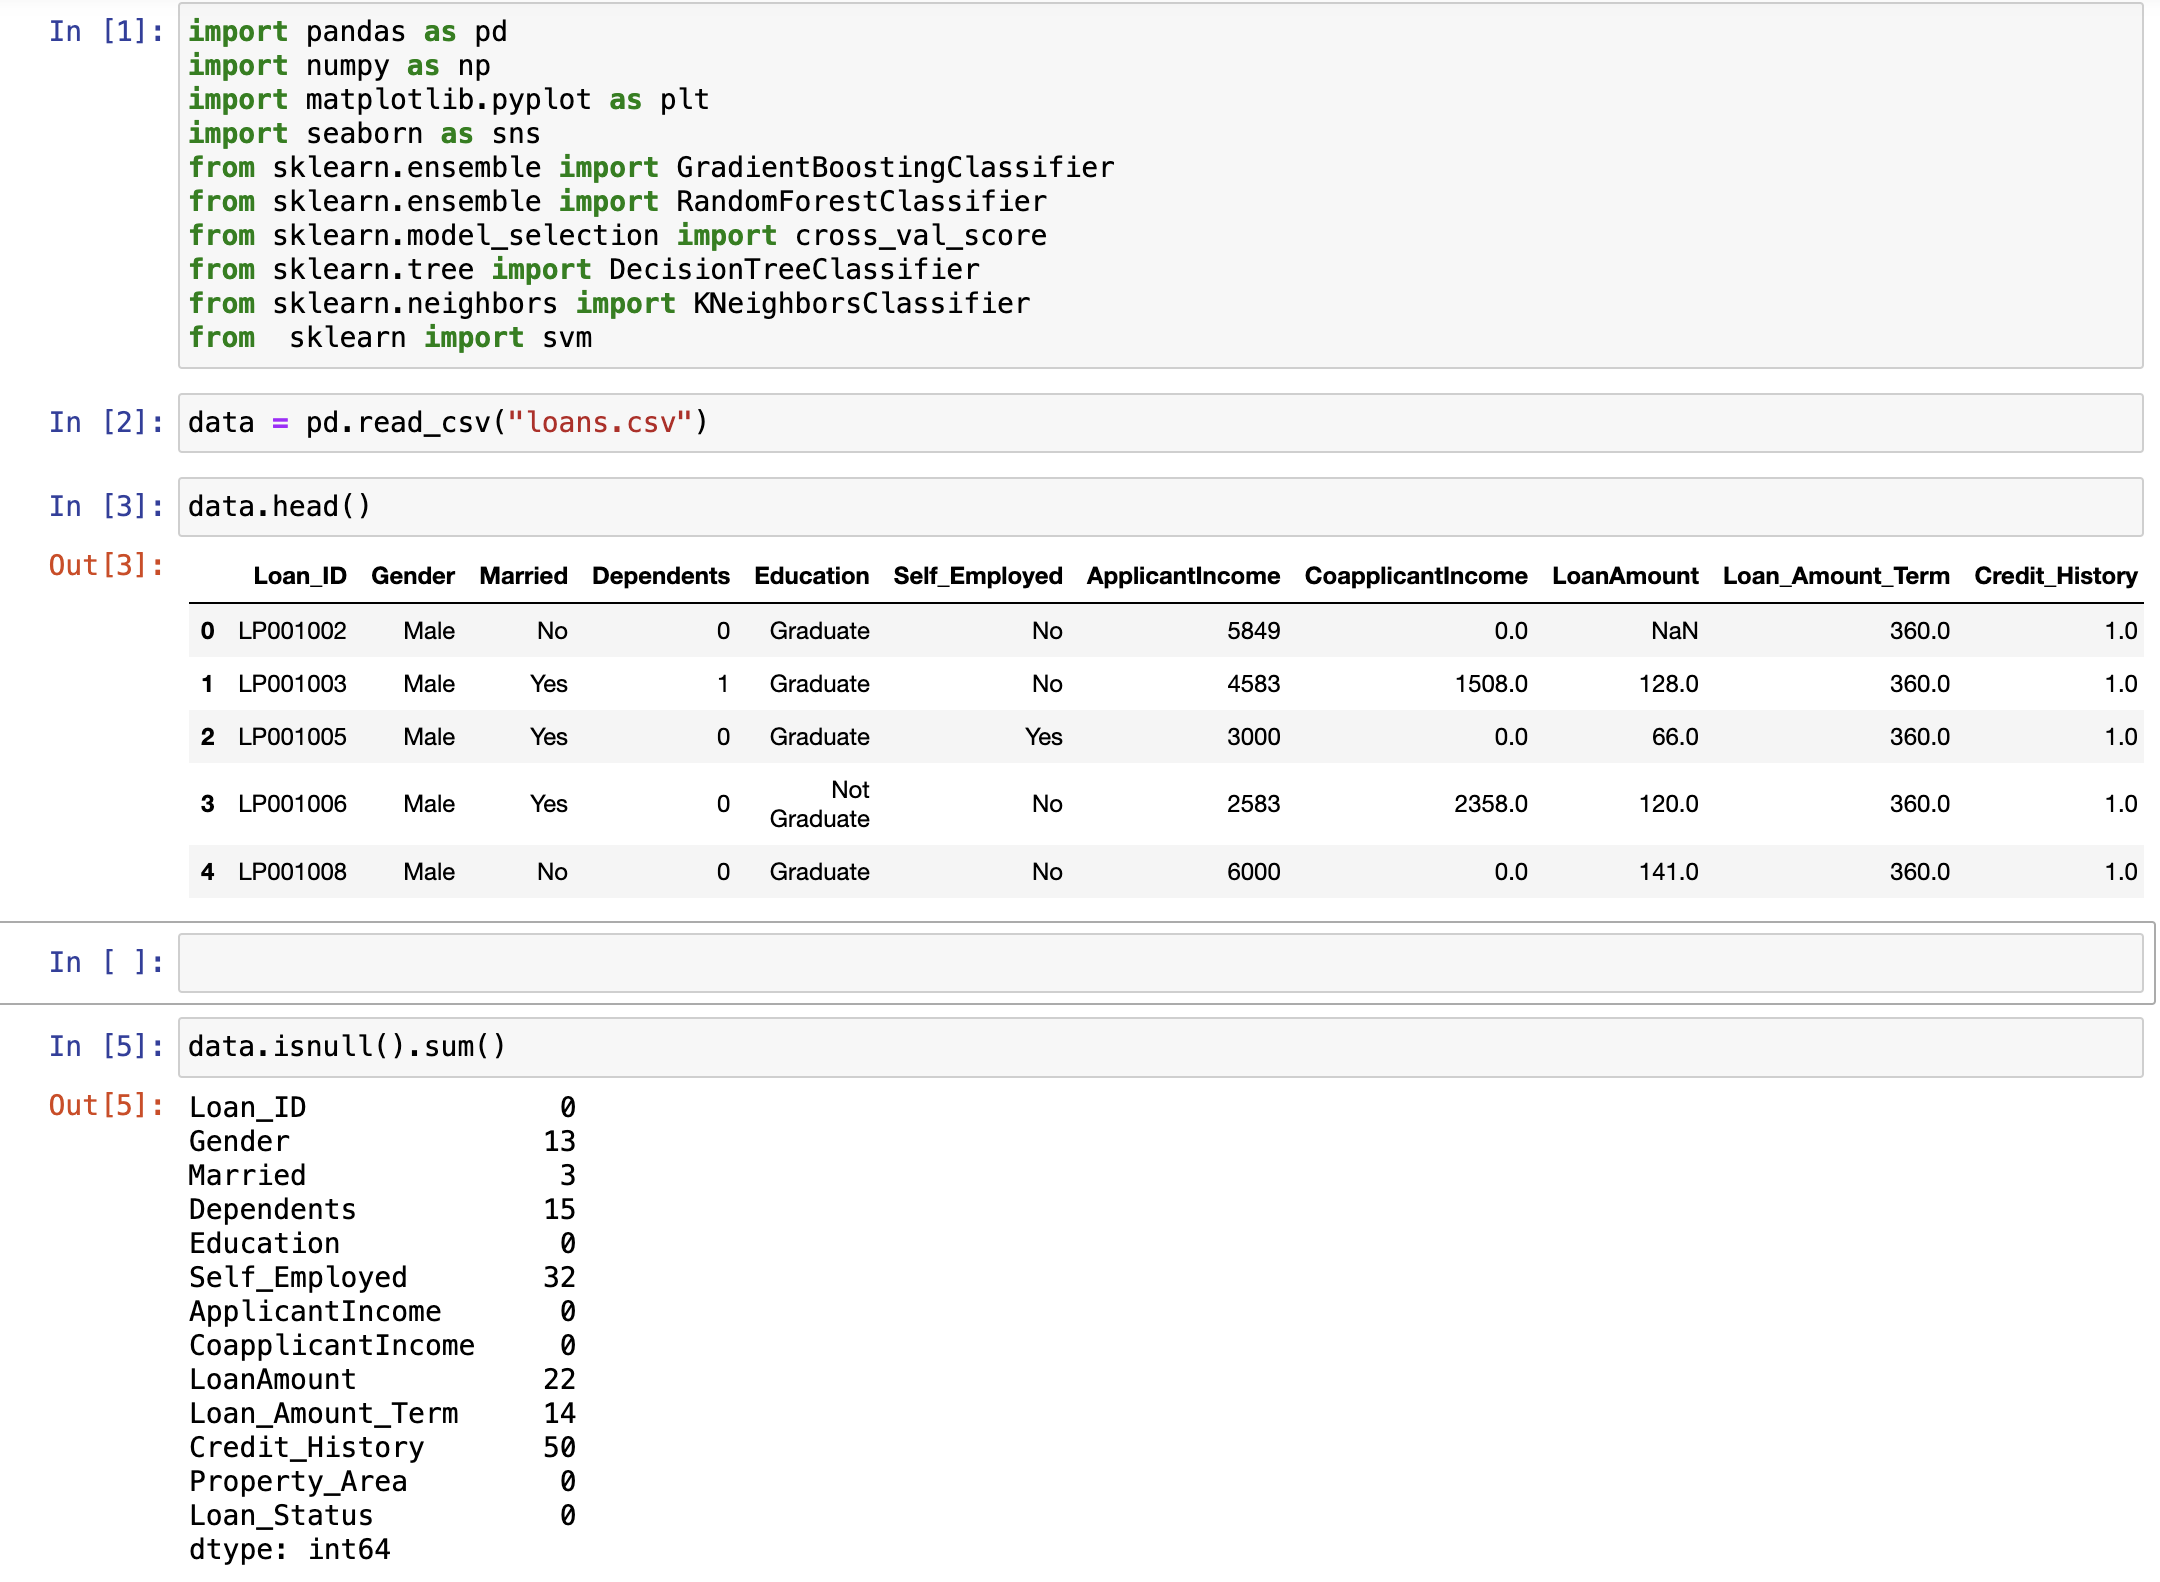 In [1]: import pandas as pd
import numpy as np
import matplotlib.pyplot as plt
import seaborn as sns
from sklearn.ensemble import GradientBoostingClassifier
from sklearn.ensemble import RandomForestClassifier
from sklearn.model_selection import cross_val_score
from sklearn.tree import DecisionTreeClassifier
from sklearn.neighbors import KNeighborsClassifier
from  sklearn import svm
In [2]: data = pd.read_csv("loans.csv")
In [3]: data.head()
Out[3]:
Loan_ID Gender Married Dependents Education Self_Employed ApplicantIncome CoapplicantIncome LoanAmount Loan_Amount_Term Credit_History
0 LP001002 Male No 0 Graduate No 5849 0.0 NaN 360.0 1.0
1 LP001003 Male Yes 1 Graduate No 4583 1508.0 128.0 360.0 1.0
2 LP001005 Male Yes 0 Graduate Yes 3000 0.0 66.0 360.0 1.0
3 LP001006 Male Yes 0 Not Graduate No 2583 2358.0 120.0 360.0 1.0
4 LP001008 Male No 0 Graduate No 6000 0.0 141.0 360.0 1.0
In [ ]:
In [5]: data.isnull().sum()
Out[5]: Loan_ID 0
Gender 13
Married 3
Dependents 15
Education 0
Self_Employed 32
ApplicantIncome 0
CoapplicantIncome 0
LoanAmount 22
Loan_Amount_Term 14
Credit_History 50
Property_Area 0
Loan_Status 0
dtype: int64